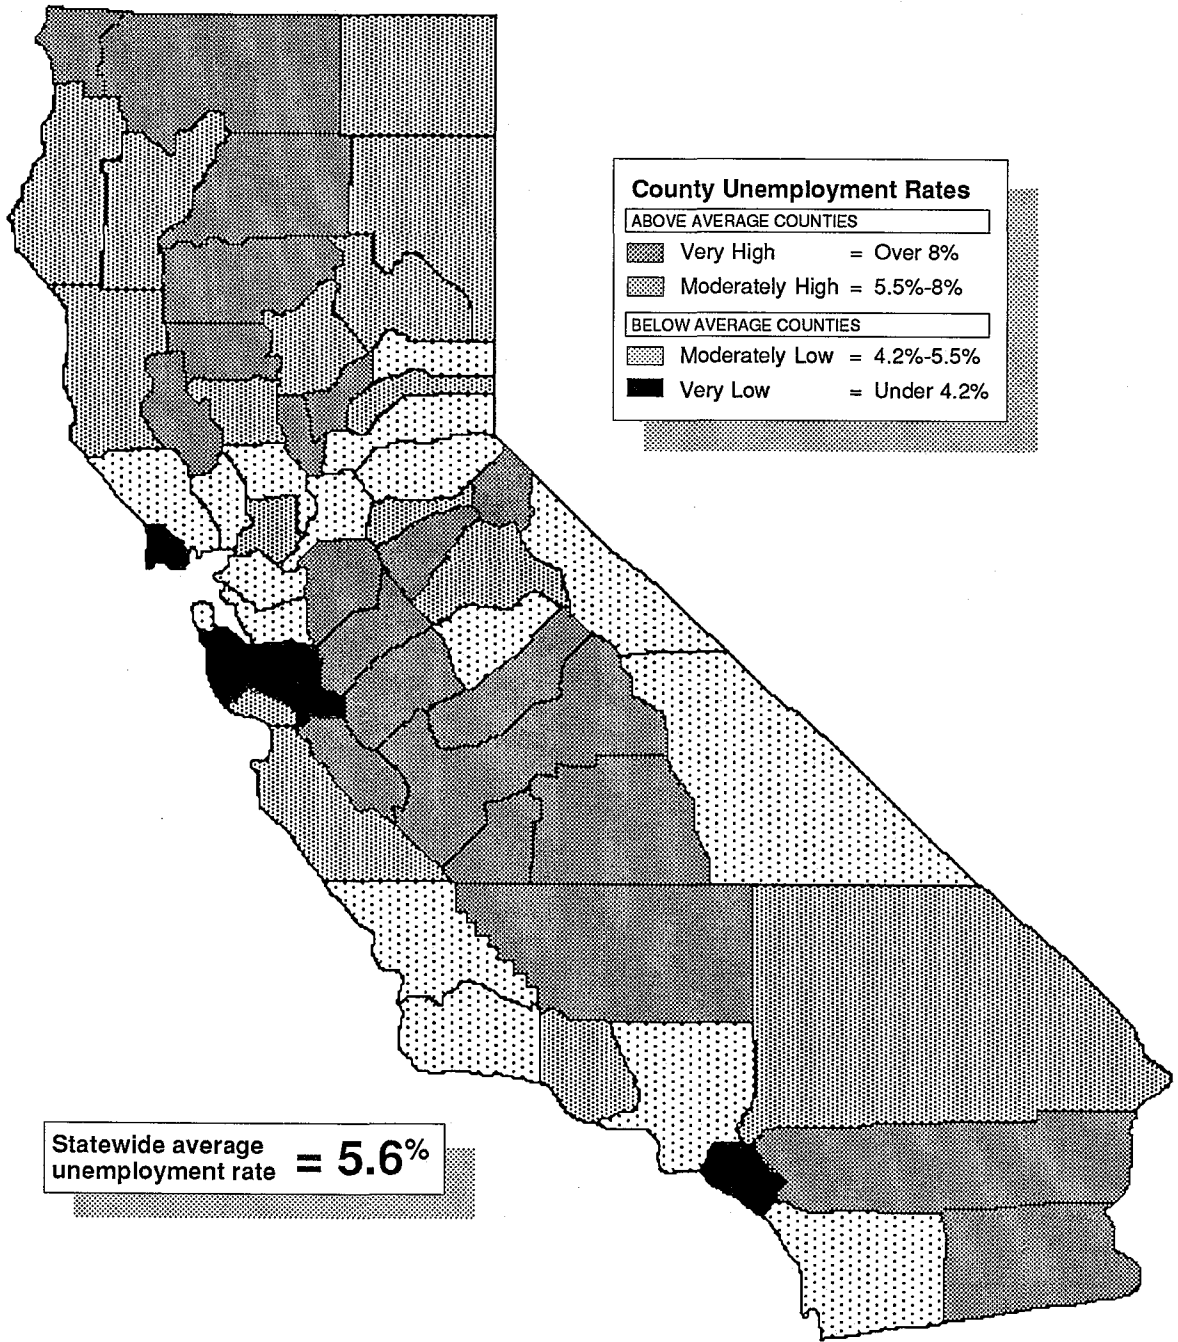 County Unemployment Rates
ABOVE AVERAGE COUNTIES
Very High = Over 8%
Moderately High = 5.5%-8%
BELOW AVERAGE COUNTIES
Moderately Low = 4.2%-5.5%
Very Low = Under 4.2%
Statewide average
unemployment rate = 5.6%